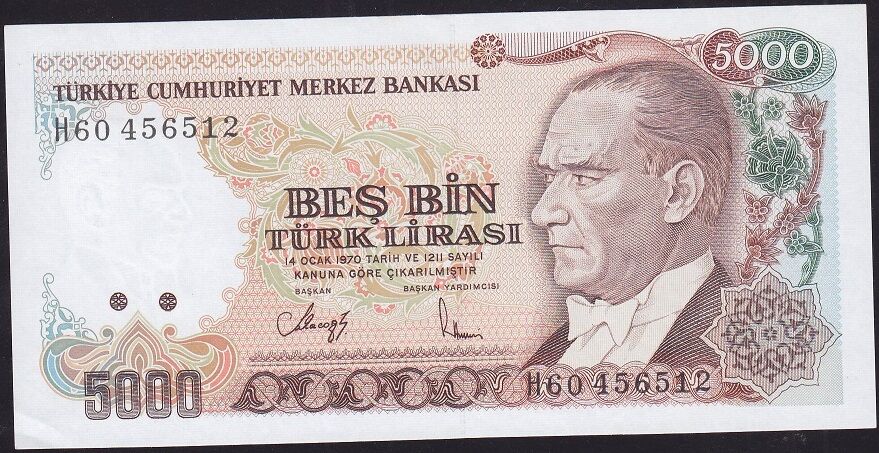 5000
TÜRKİYE CUMHURİYET MERKEZ BANKASI
H60 456512
BEŞ BİN
TÜRK LİRASI
14 OCAK 1970 TARİH VE 1211 SAYILI
KANUNA GÖRE ÇIKARILMIŞTIR
BAŞKAN BAŞKAN YARDIMCISI
H60 456512
5000